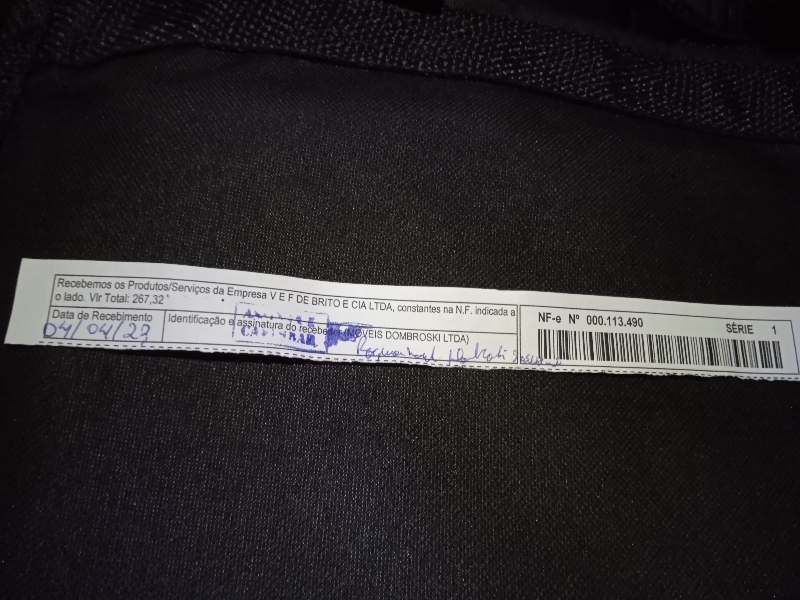 Recebemos os Produtos/Serviços da Empresa V E F DE BRITO E CIA LTDA, constantes na N.F. indicada a
o lado. Vlr Total: 267,32
Data de Recebimento
04/04/23
Identificação e assinatura do recebedor (MOVEIS DOMBROSKI LTDA)
NF-e Nº 000.113.490
SÉRIE 1